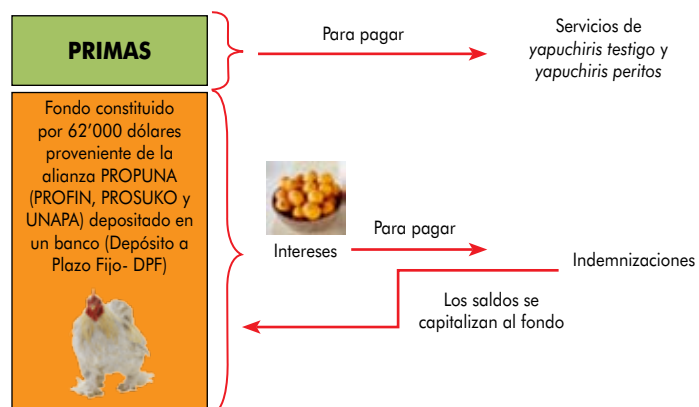 PRIMAS
Para pagar
Servicios de
yapuchiris testigo y
yapuchiris peritos
Fondo constituido
por 62’000 dólares
proveniente de la
alianza PROPUNA
(PROFIN, PROSUKO y
UNAPA) depositado en
un banco (Depósito a
Plazo Fijo- DPF)
Intereses
Para pagar
Indemnizaciones
Los saldos se
capitalizan al fondo